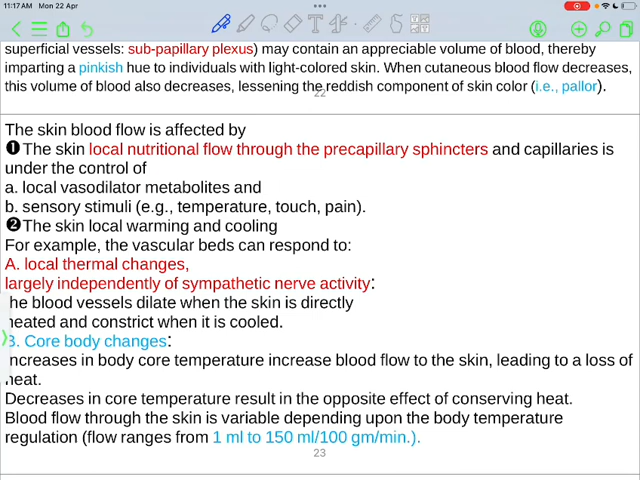 11:17 AM Mon 22 Apr
superficial vessels: sub-papillary plexus) may contain an appreciable volume of blood, thereby
imparting a pinkish hue to individuals with light-colored skin. When cutaneous blood flow decreases,
this volume of blood also decreases, lessening the reddish component of skin color (i.e., pallor).
22
The skin blood flow is affected by
❶ The skin local nutritional flow through the precapillary sphincters and capillaries is
under the control of
a. local vasodilator metabolites and
b. sensory stimuli (e.g., temperature, touch, pain).
❷ The skin local warming and cooling
For example, the vascular beds can respond to:
A. local thermal changes,
largely independently of sympathetic nerve activity:
the blood vessels dilate when the skin is directly
heated and constrict when it is cooled.
B. Core body changes:
Increases in body core temperature increase blood flow to the skin, leading to a loss of
heat.
Decreases in core temperature result in the opposite effect of conserving heat.
Blood flow through the skin is variable depending upon the body temperature
regulation (flow ranges from 1 ml to 150 ml/100 gm/min.).
23